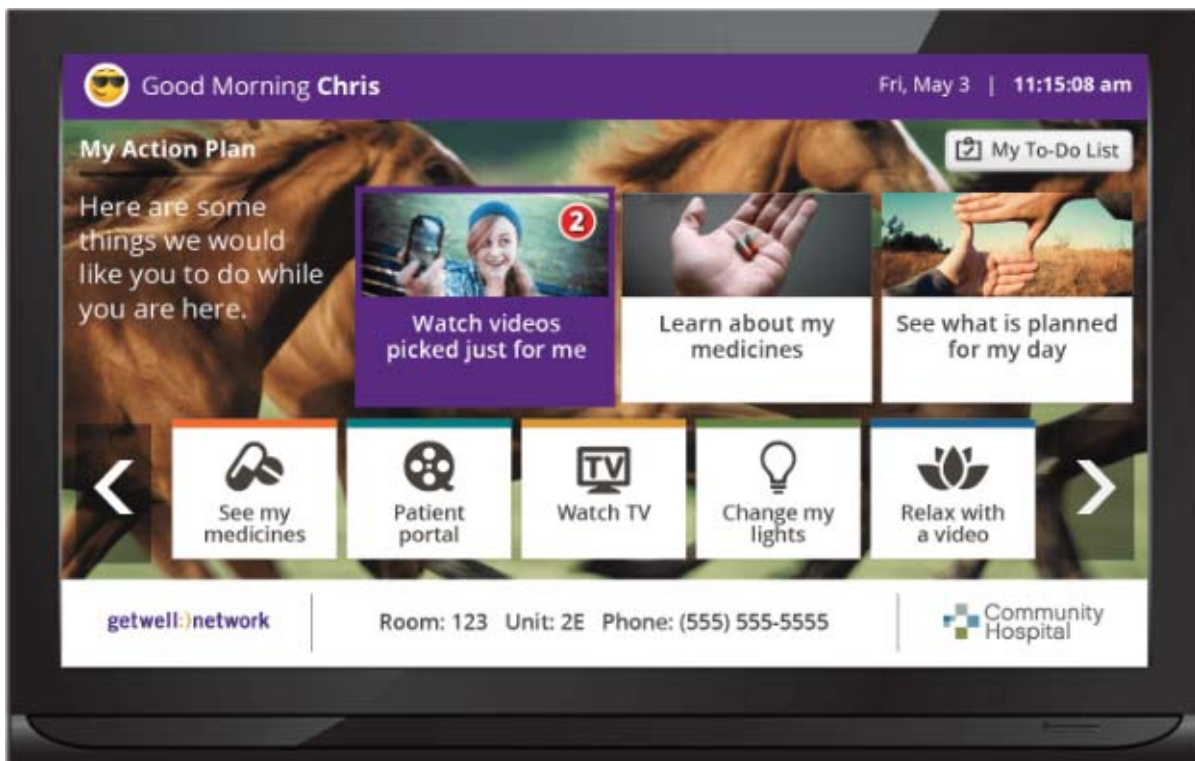 Good Morning Chris
Fri, May 3 | 11:15:08 am
My Action Plan
My To-Do List
Here are some
things we would
like you to do while
you are here.
2
Watch videos
picked just for me
Learn about my
medicines
See what is planned
for my day
See my
medicines
Patient
portal
TV
Watch TV
Change my
lights
Relax with
a video
getwell:)network
Room: 123 Unit: 2E Phone: (555) 555-5555
Community
Hospital